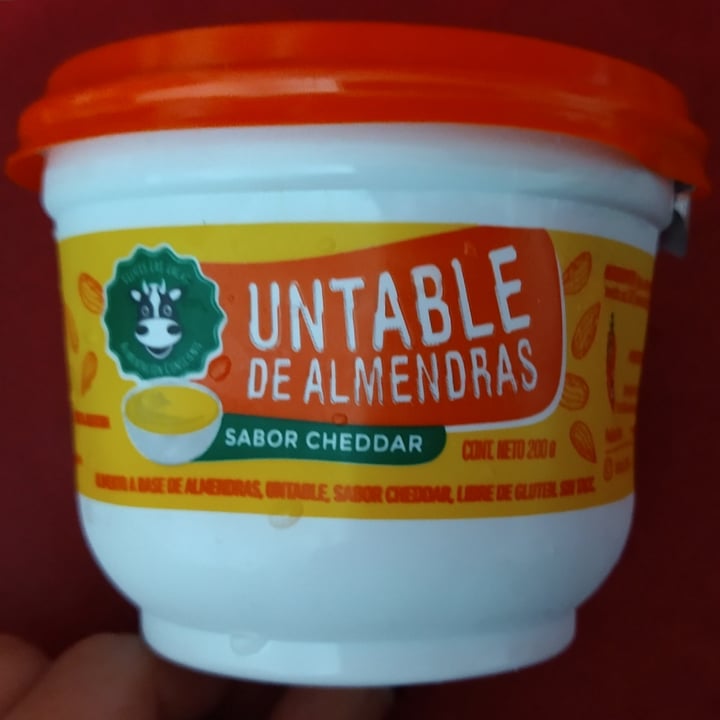 UNTABLE
DE ALMENDRAS
SABOR CHEDDAR
CONT. NETO 200 g
ALIMENTO A BASE DE ALMENDRAS, UNTABLE, SABOR CHEDDAR, LIBRE DE GLUTEN. SIN TACC.